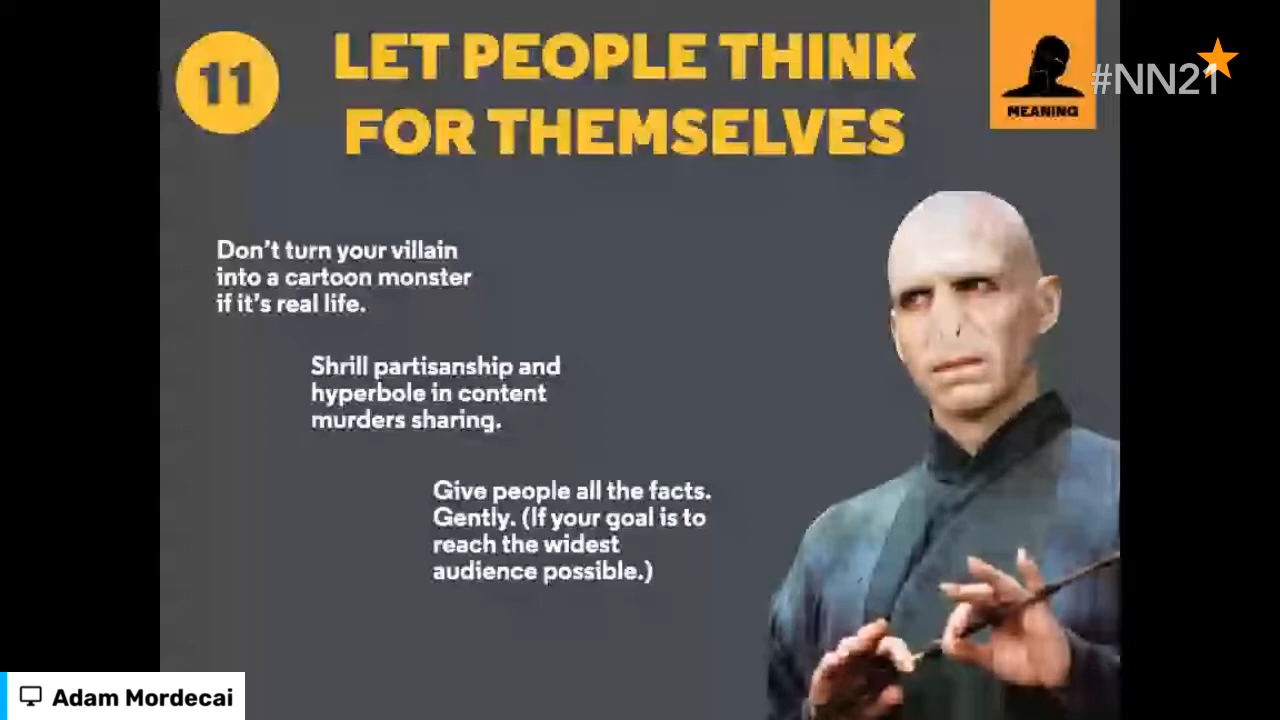 11
LET PEOPLE THINK
FOR THEMSELVES
MEANING
#NN21
Don't turn your villain
into a cartoon monster
if it's real life.
Shrill partisanship and
hyperbole in content
murders sharing.
Give people all the facts.
Gently. (If your goal is to
reach the widest
audience possible.)
Adam Mordecai